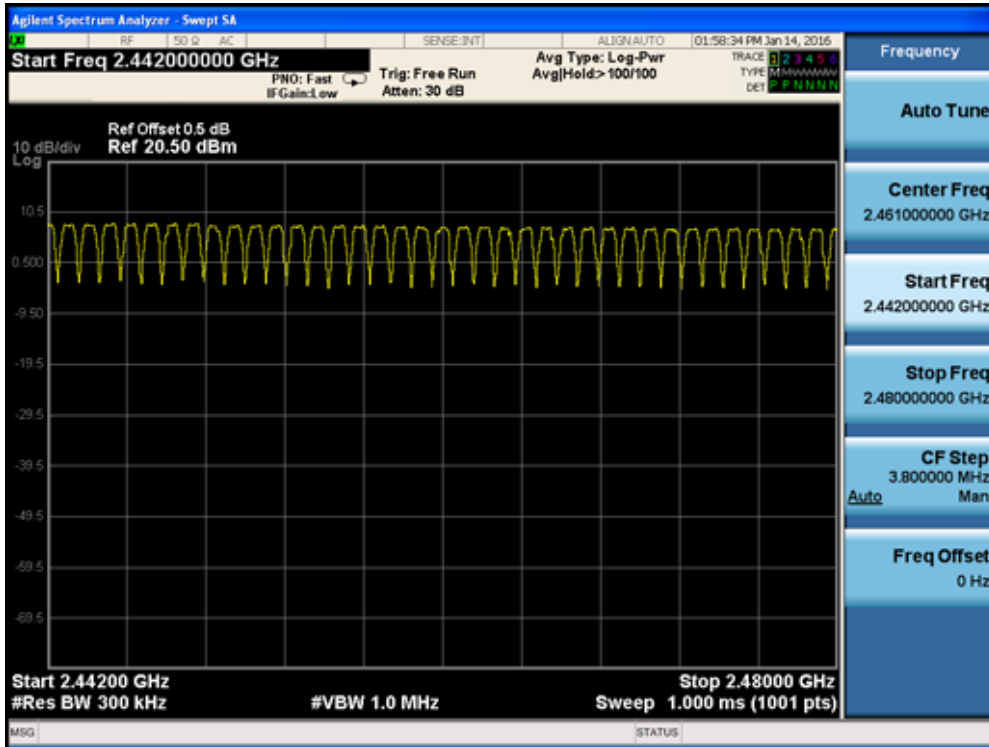 Agilent Spectrum Analyzer - Swept SA
RF 50 Ω AC SENSE:INT ALIGNAUTO 01:58:34 PM Jan 14, 2016
Start Freq 2.442000000 GHz
PNO: Fast
IFGain:Low
Trig: Free Run
Atten: 30 dB
Avg Type: Log-Pwr
Avg|Hold:>100/100
TRACE 1 2 3 4 5 6
TYPE MMWWWW
DET P P N N N N
Ref Offset 0.5 dB
10 dB/div Ref 20.50 dBm
Log
10.5
0.500
-9.50
-19.5
-29.5
-39.5
-49.5
-59.5
-69.5
Start 2.44200 GHz Stop 2.48000 GHz
#Res BW 300 kHz #VBW 1.0 MHz Sweep 1.000 ms (1001 pts)
MSG STATUS
Frequency
Auto Tune
Center Freq
2.461000000 GHz
Start Freq
2.442000000 GHz
Stop Freq
2.480000000 GHz
CF Step
3.800000 MHz
Auto Man
Freq Offset
0 Hz